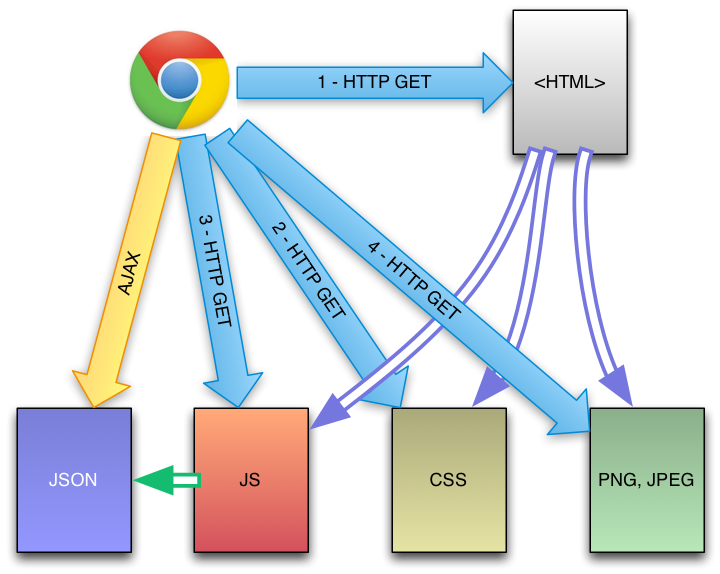 1 - HTTP GET
<HTML>
AJAX
3 - HTTP GET
2 - HTTP GET
4 - HTTP GET
JSON
JS
CSS
PNG, JPEG